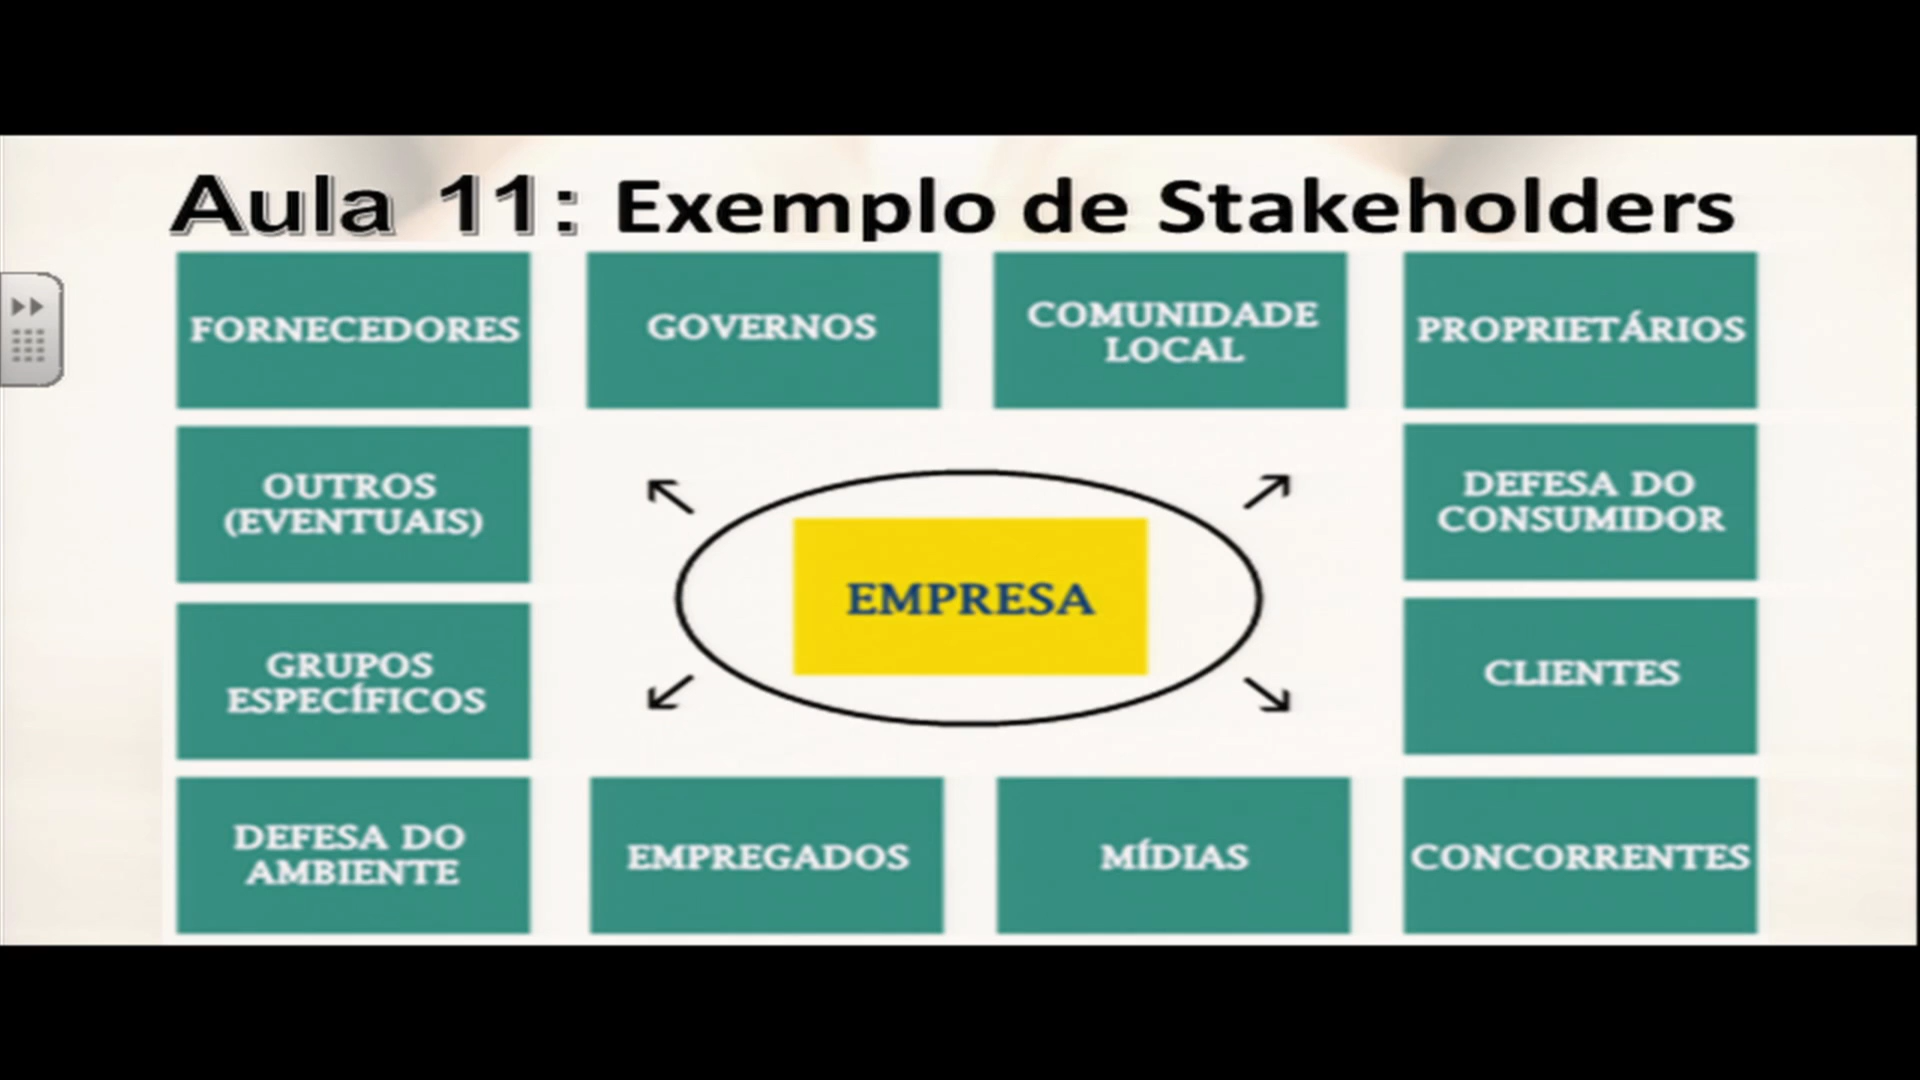 Aula 11: Exemplo de Stakeholders
FORNECEDORES
GOVERNOS
COMUNIDADE
LOCAL
PROPRIETÁRIOS
OUTROS
(EVENTUAIS)
DEFESA DO
CONSUMIDOR
EMPRESA
GRUPOS
ESPECÍFICOS
CLIENTES
DEFESA DO
AMBIENTE
EMPREGADOS
MÍDIAS
CONCORRENTES